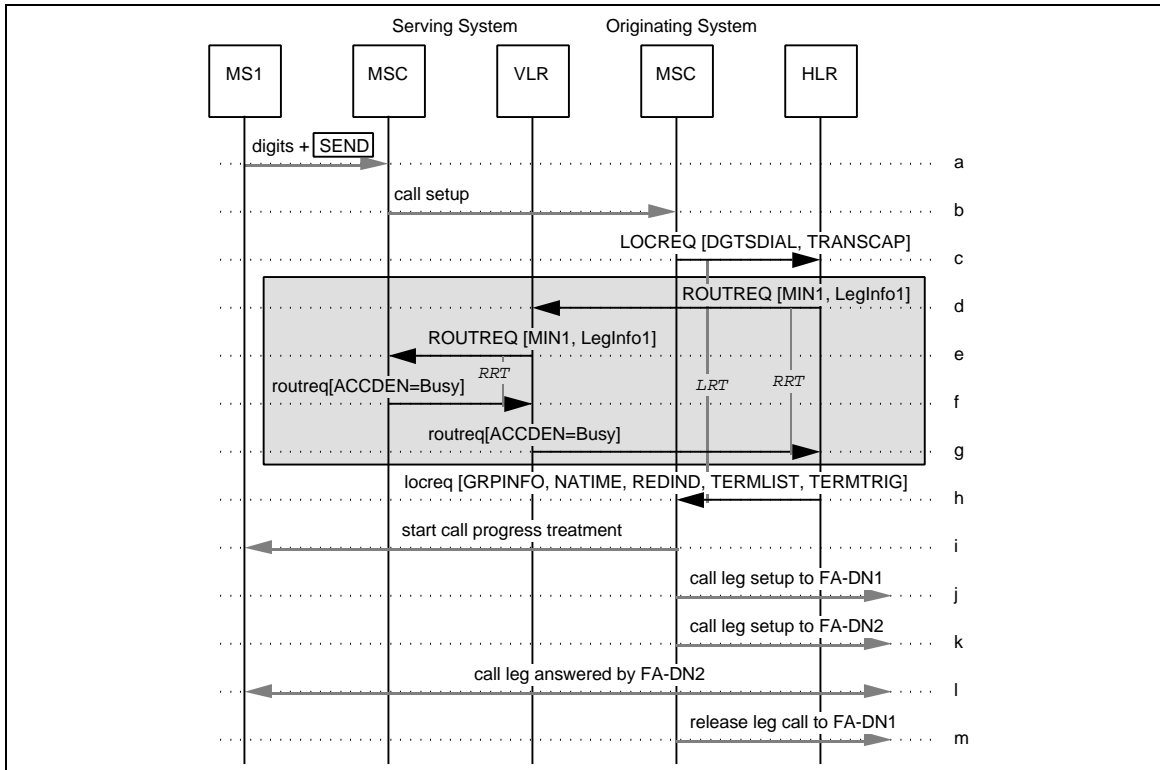 Serving System Originating System
MS1 MSC VLR MSC HLR
digits + SEND
a
call setup
b
LOCREQ [DGTSDIAL, TRANSCAP]
c
ROUTREQ [MIN1, LegInfo1]
d
ROUTREQ [MIN1, LegInfo1]
e
RRT LRT RRT
routreq[ACCDEN=Busy]
f
routreq[ACCDEN=Busy]
g
locreq [GRPINFO, NATIME, REDIND, TERMLIST, TERMTRIG]
h
start call progress treatment
i
call leg setup to FA-DN1
j
call leg setup to FA-DN2
k
call leg answered by FA-DN2
l
release leg call to FA-DN1
m